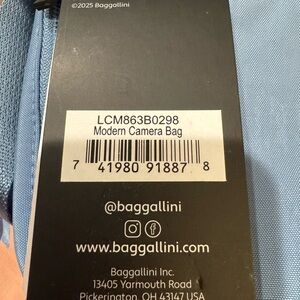 ©2025 Baggallini
LCM863B0298
Modern Camera Bag
7 41980 91887 8
@baggallini
www.baggallini.com
Baggallini Inc.
13405 Yarmouth Road
Pickerington, OH 43147 USA